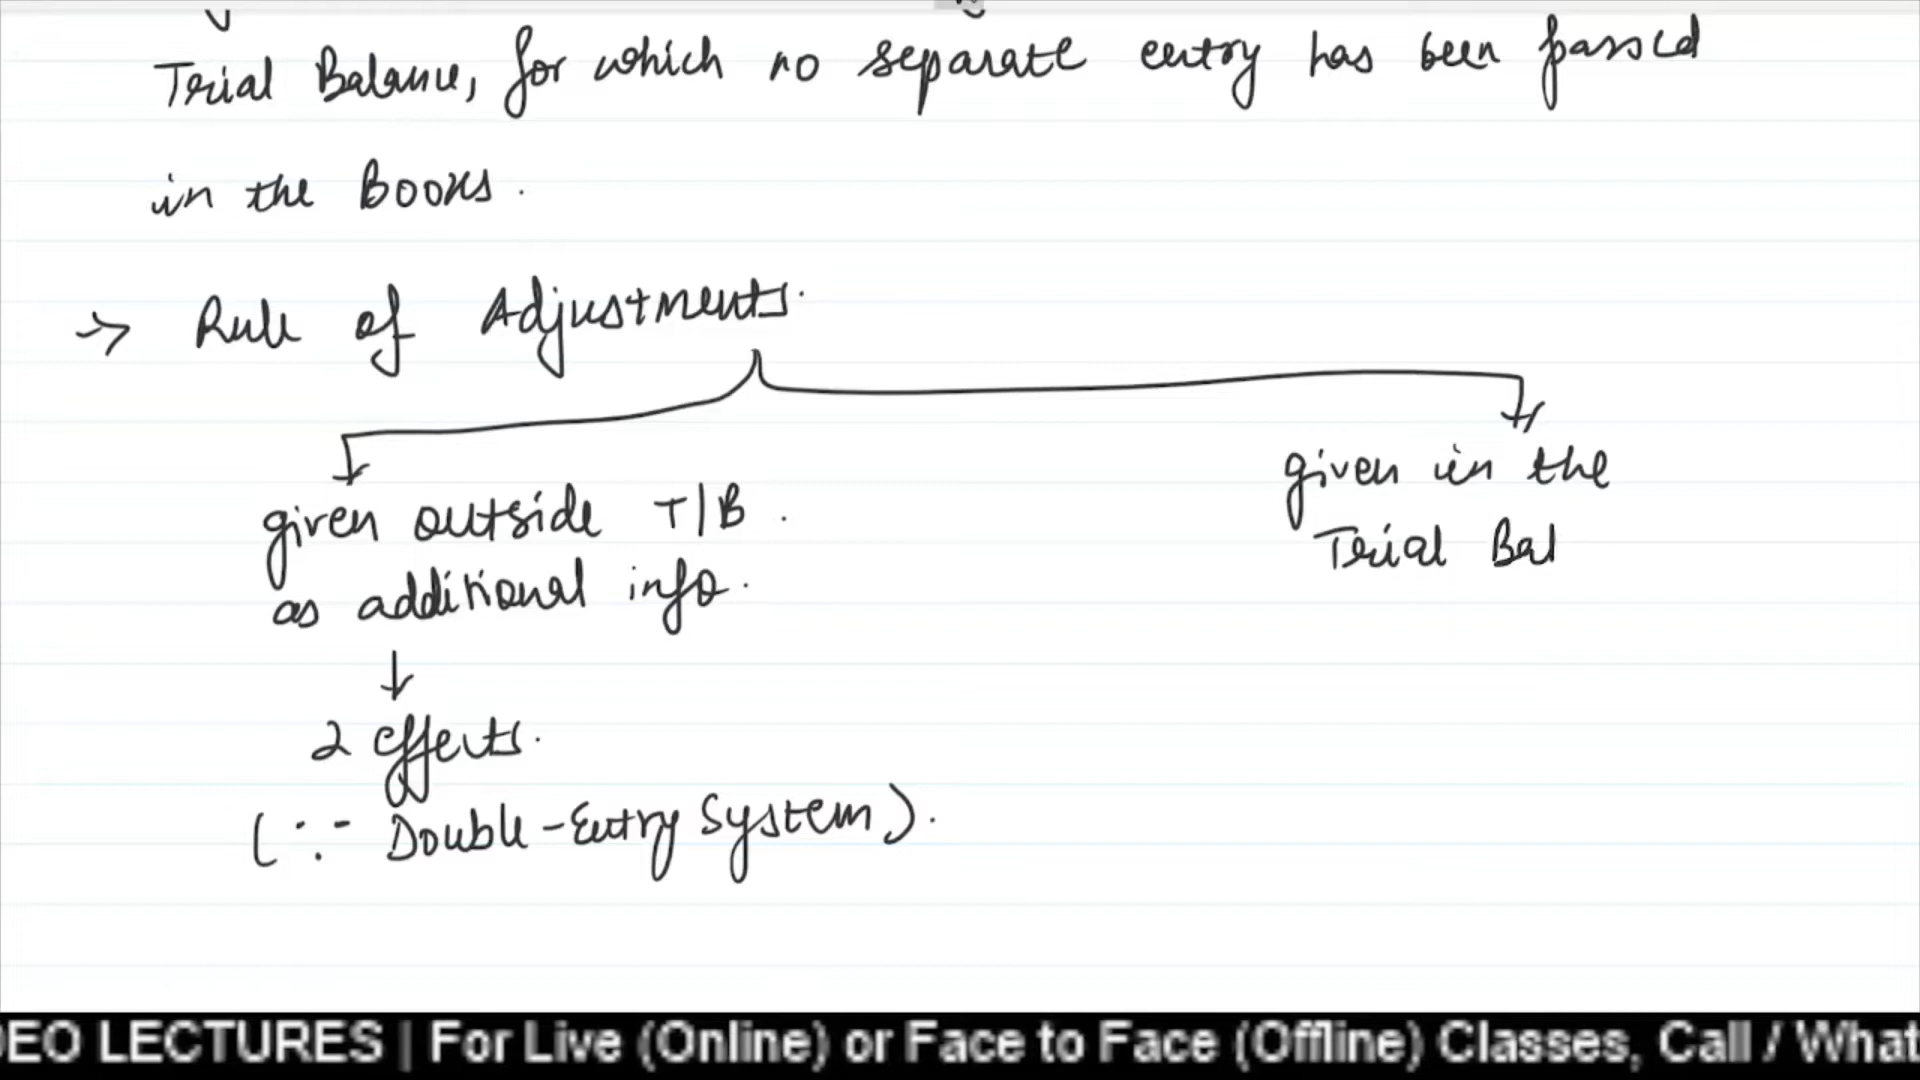 Trial Balance, for which no separate entry has been passed
in the Books.
→ Rule of Adjustments.
given outside T/B.
as additional info.
given in the
Trial Bal
↓
2 effects.
(∵ Double-Entry System).
DEO LECTURES | For Live (Online) or Face to Face (Offline) Classes, Call / What